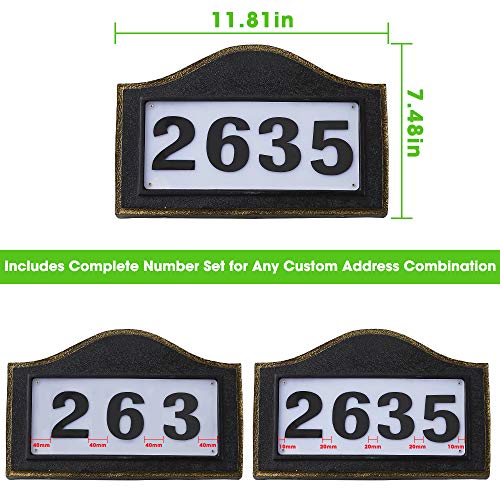 11.81in
7.48in
2635
Includes Complete Number Set for Any Custom Address Combination
263
40mm 40mm 40mm 40mm
2635
10mm 20mm 20mm 20mm 10mm